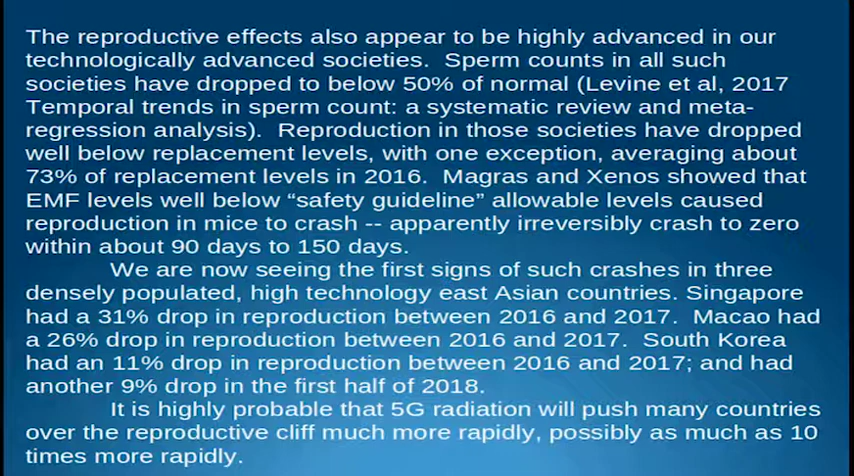 The reproductive effects also appear to be highly advanced in our
technologically advanced societies.  Sperm counts in all such
societies have dropped to below 50% of normal (Levine et al, 2017
Temporal trends in sperm count: a systematic review and meta-
regression analysis).  Reproduction in those societies have dropped
well below replacement levels, with one exception, averaging about
73% of replacement levels in 2016.  Magras and Xenos showed that
EMF levels well below “safety guideline” allowable levels caused
reproduction in mice to crash -- apparently irreversibly crash to zero
within about 90 days to 150 days.
We are now seeing the first signs of such crashes in three
densely populated, high technology east Asian countries. Singapore
had a 31% drop in reproduction between 2016 and 2017.  Macao had
a 26% drop in reproduction between 2016 and 2017.  South Korea
had an 11% drop in reproduction between 2016 and 2017; and had
another 9% drop in the first half of 2018.
It is highly probable that 5G radiation will push many countries
over the reproductive cliff much more rapidly, possibly as much as 10
times more rapidly.